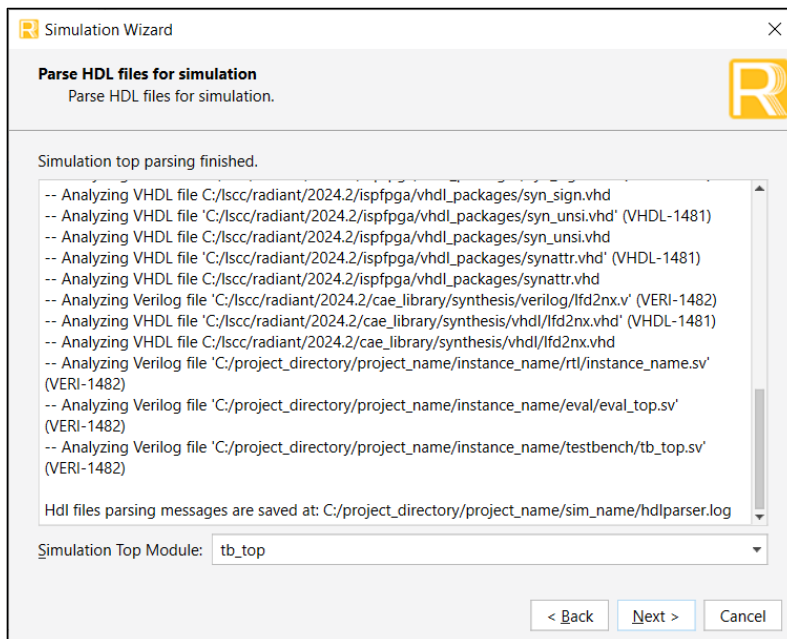 Simulation Wizard
Parse HDL files for simulation
Parse HDL files for simulation.
Simulation top parsing finished.
-- Analyzing VHDL file C:/lscc/radiant/2024.2/ispfpga/vhdl_packages/syn_sign.vhd
-- Analyzing VHDL file 'C:/lscc/radiant/2024.2/ispfpga/vhdl_packages/syn_unsi.vhd' (VHDL-1481)
-- Analyzing VHDL file C:/lscc/radiant/2024.2/ispfpga/vhdl_packages/syn_unsi.vhd
-- Analyzing VHDL file 'C:/lscc/radiant/2024.2/ispfpga/vhdl_packages/synattr.vhd' (VHDL-1481)
-- Analyzing VHDL file C:/lscc/radiant/2024.2/ispfpga/vhdl_packages/synattr.vhd
-- Analyzing Verilog file 'C:/lscc/radiant/2024.2/cae_library/synthesis/verilog/lfd2nx.v' (VERI-1482)
-- Analyzing VHDL file 'C:/lscc/radiant/2024.2/cae_library/synthesis/vhdl/lfd2nx.vhd' (VHDL-1481)
-- Analyzing VHDL file C:/lscc/radiant/2024.2/cae_library/synthesis/vhdl/lfd2nx.vhd
-- Analyzing Verilog file 'C:/project_directory/project_name/instance_name/rtl/instance_name.sv'
(VERI-1482)
-- Analyzing Verilog file 'C:/project_directory/project_name/instance_name/eval/eval_top.sv'
(VERI-1482)
-- Analyzing Verilog file 'C:/project_directory/project_name/instance_name/testbench/tb_top.sv'
(VERI-1482)
Hdl files parsing messages are saved at: C:/project_directory/project_name/sim_name/hdlparser.log
Simulation Top Module: tb_top
< Back Next > Cancel